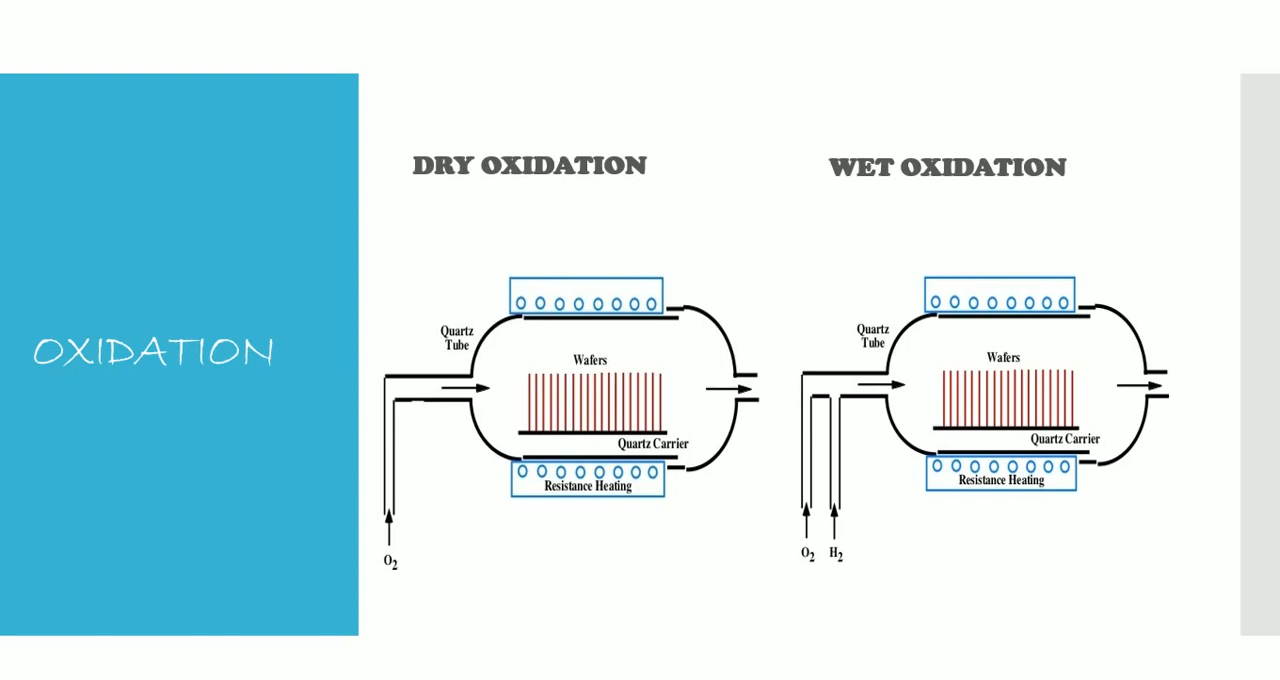 OXIDATION
DRY OXIDATION
Quartz
Tube
Wafers
Quartz Carrier
Resistance Heating
O2
WET OXIDATION
Quartz
Tube
Wafers
Quartz Carrier
Resistance Heating
O2 H2